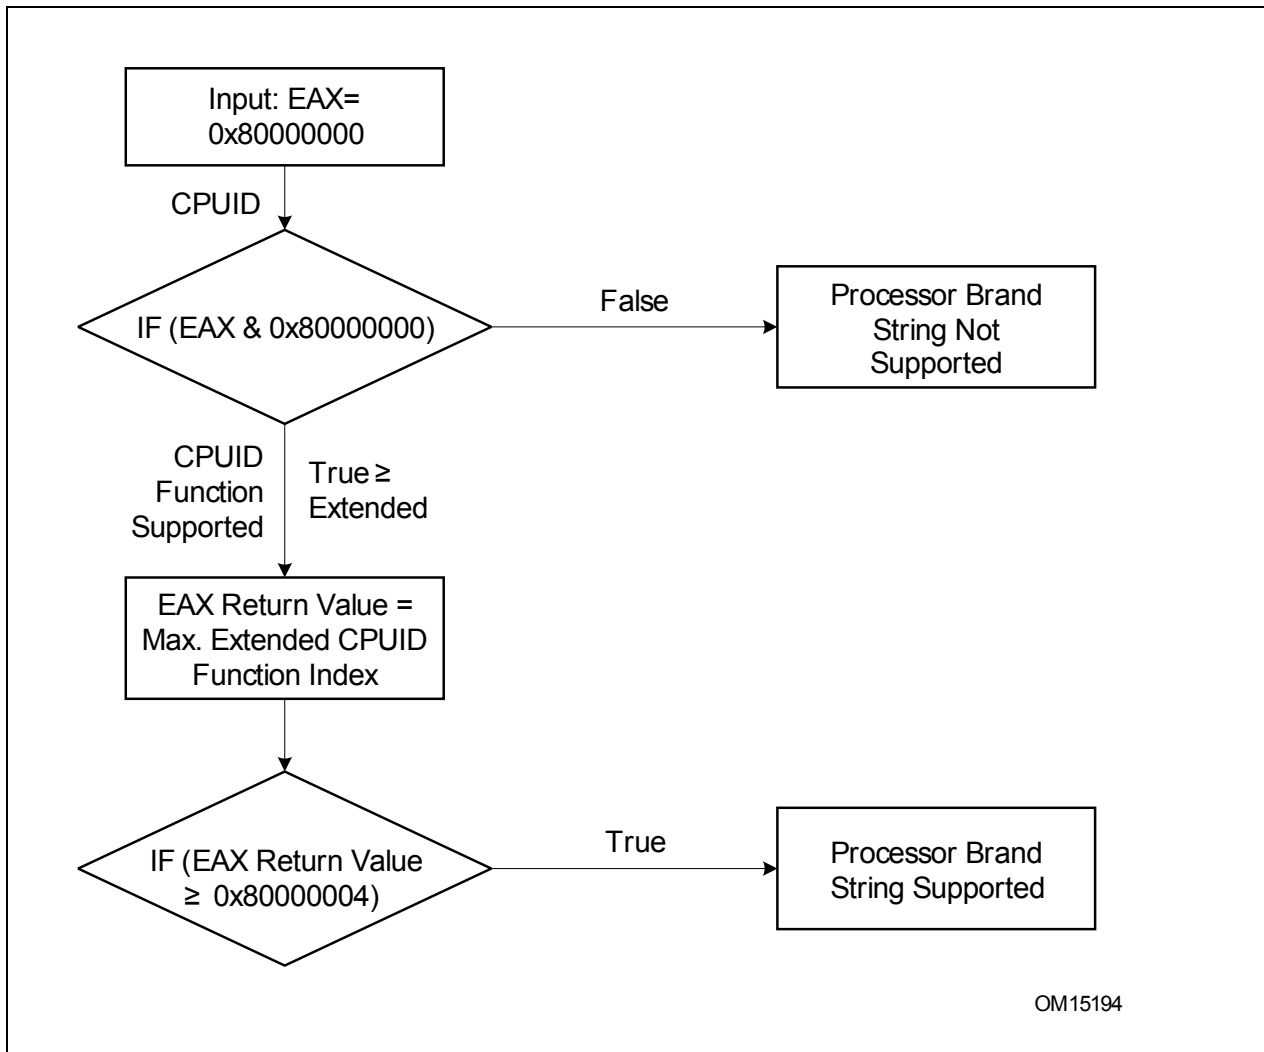 Input: EAX=
0x80000000
CPUID
IF (EAX & 0x80000000)
False
Processor Brand
String Not
Supported
CPUID
Function
Supported
True ≥
Extended
EAX Return Value =
Max. Extended CPUID
Function Index
IF (EAX Return Value
≥ 0x80000004)
True
Processor Brand
String Supported
OM15194